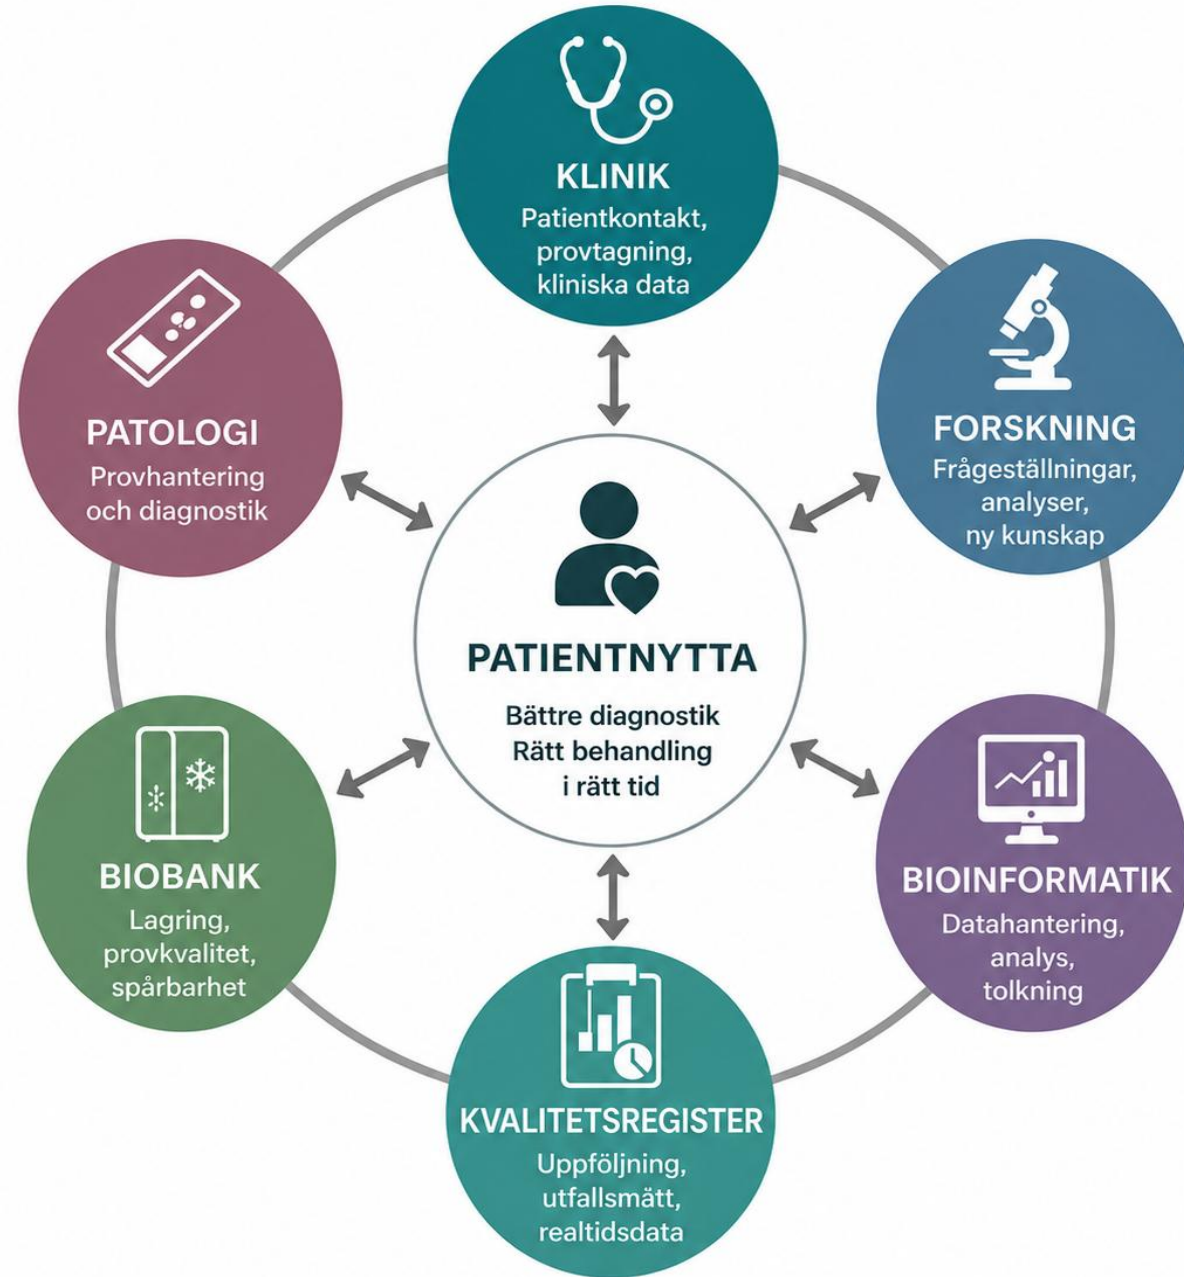 KLINIK
Patientkontakt,
provtagning,
kliniska data
PATOLOGI
Provhantering
och diagnostik
FORSKNING
Frågeställningar,
analyser,
ny kunskap
PATIENTNYTTA
Bättre diagnostik
Rätt behandling
i rätt tid
BIOBANK
Lagring,
provkvalitet,
spårbarhet
BIOINFORMATIK
Datahantering,
analys,
tolkning
KVALITETSREGISTER
Uppföljning,
utfallsmått,
realtidsdata